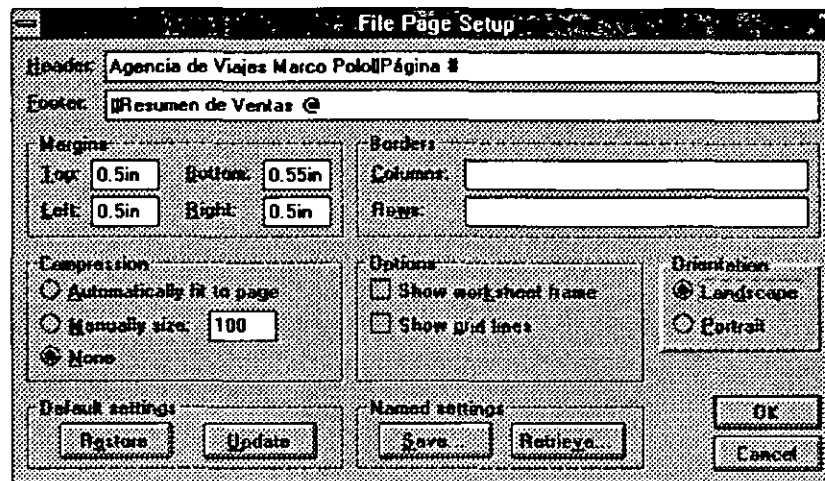 File Page Setup
Header: Agencia de Viajes Marco Polo||Página #
Footer: ||Resumen de Ventas @
Margins
Top: 0.5in Bottom: 0.55in
Left: 0.5in Right: 0.5in
Borders
Columns:
Rows:
Compression
Automatically fit to page
Manually size: 100
None
Options
Show worksheet frame
Show grid lines
Orientation
Landscape
Portrait
Default settings
Restore Update
Named settings
Save... Retrieve...
OK
Cancel